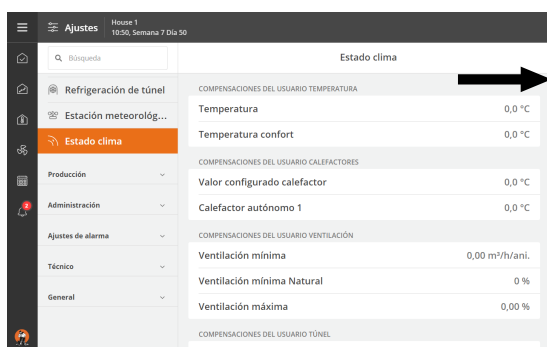 Ajustes
House 1
10:50, Semana 7 Día 50
Búsqueda
Estado clima
Refrigeración de túnel
Estación meteorológ...
Estado clima
Producción
Administración
Ajustes de alarma
Técnico
General
2
COMPENSACIONES DEL USUARIO TEMPERATURA
Temperatura 0,0 °C
Temperatura confort 0,0 °C
COMPENSACIONES DEL USUARIO CALEFACTORES
Valor configurado calefactor 0,0 °C
Calefactor autónomo 1 0,0 °C
COMPENSACIONES DEL USUARIO VENTILACIÓN
Ventilación mínima 0,00 m³/h/ani.
Ventilación mínima Natural 0 %
Ventilación máxima 0,00 %
COMPENSACIONES DEL USUARIO TÚNEL